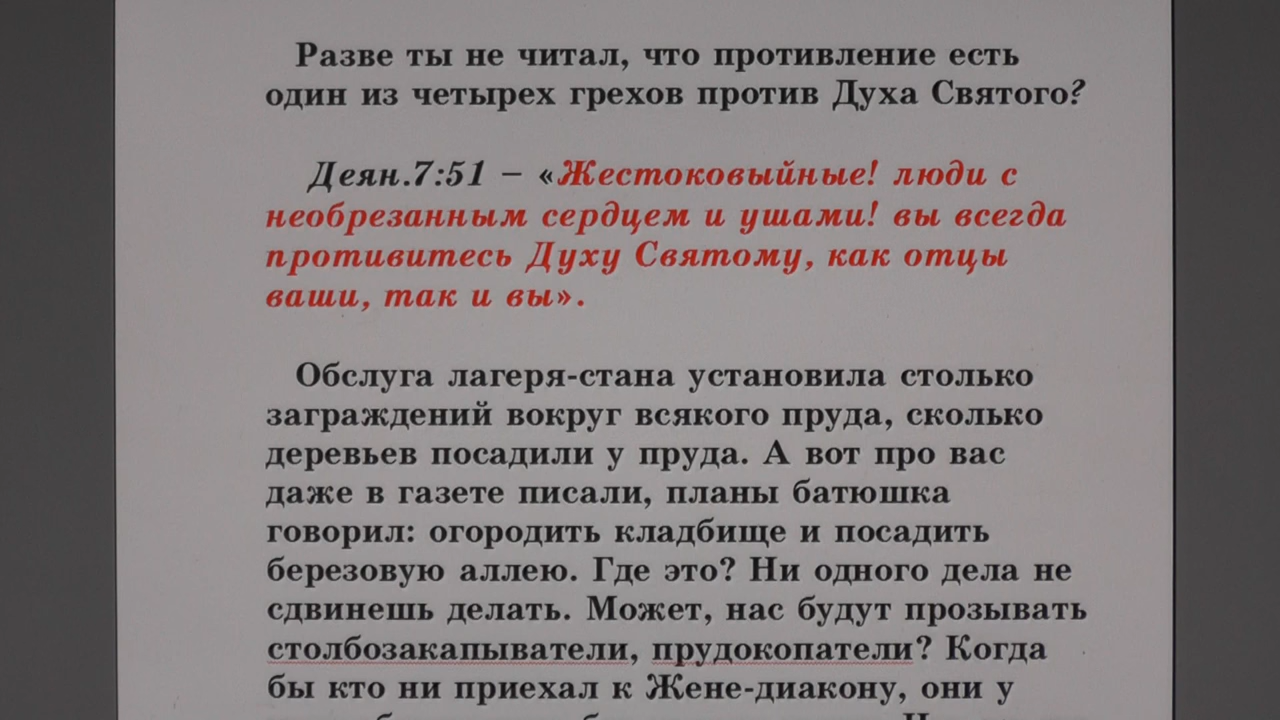 Разве ты не читал, что противление есть
один из четырех грехов против Духа Святого?
Деян.7:51 – «Жестоковыйные! люди с
необрезанным сердцем и ушами! вы всегда
противитесь Духу Святому, как отцы
ваши, так и вы».
Обслуга лагеря-стана установила столько
заграждений вокруг всякого пруда, сколько
деревьев посадили у пруда. А вот про вас
даже в газете писали, планы батюшка
говорил: огородить кладбище и посадить
березовую аллею. Где это? Ни одного дела не
сдвинешь делать. Может, нас будут прозывать
столбозакапыватели, прудокопатели? Когда
бы кто ни приехал к Жене-диакону, они у